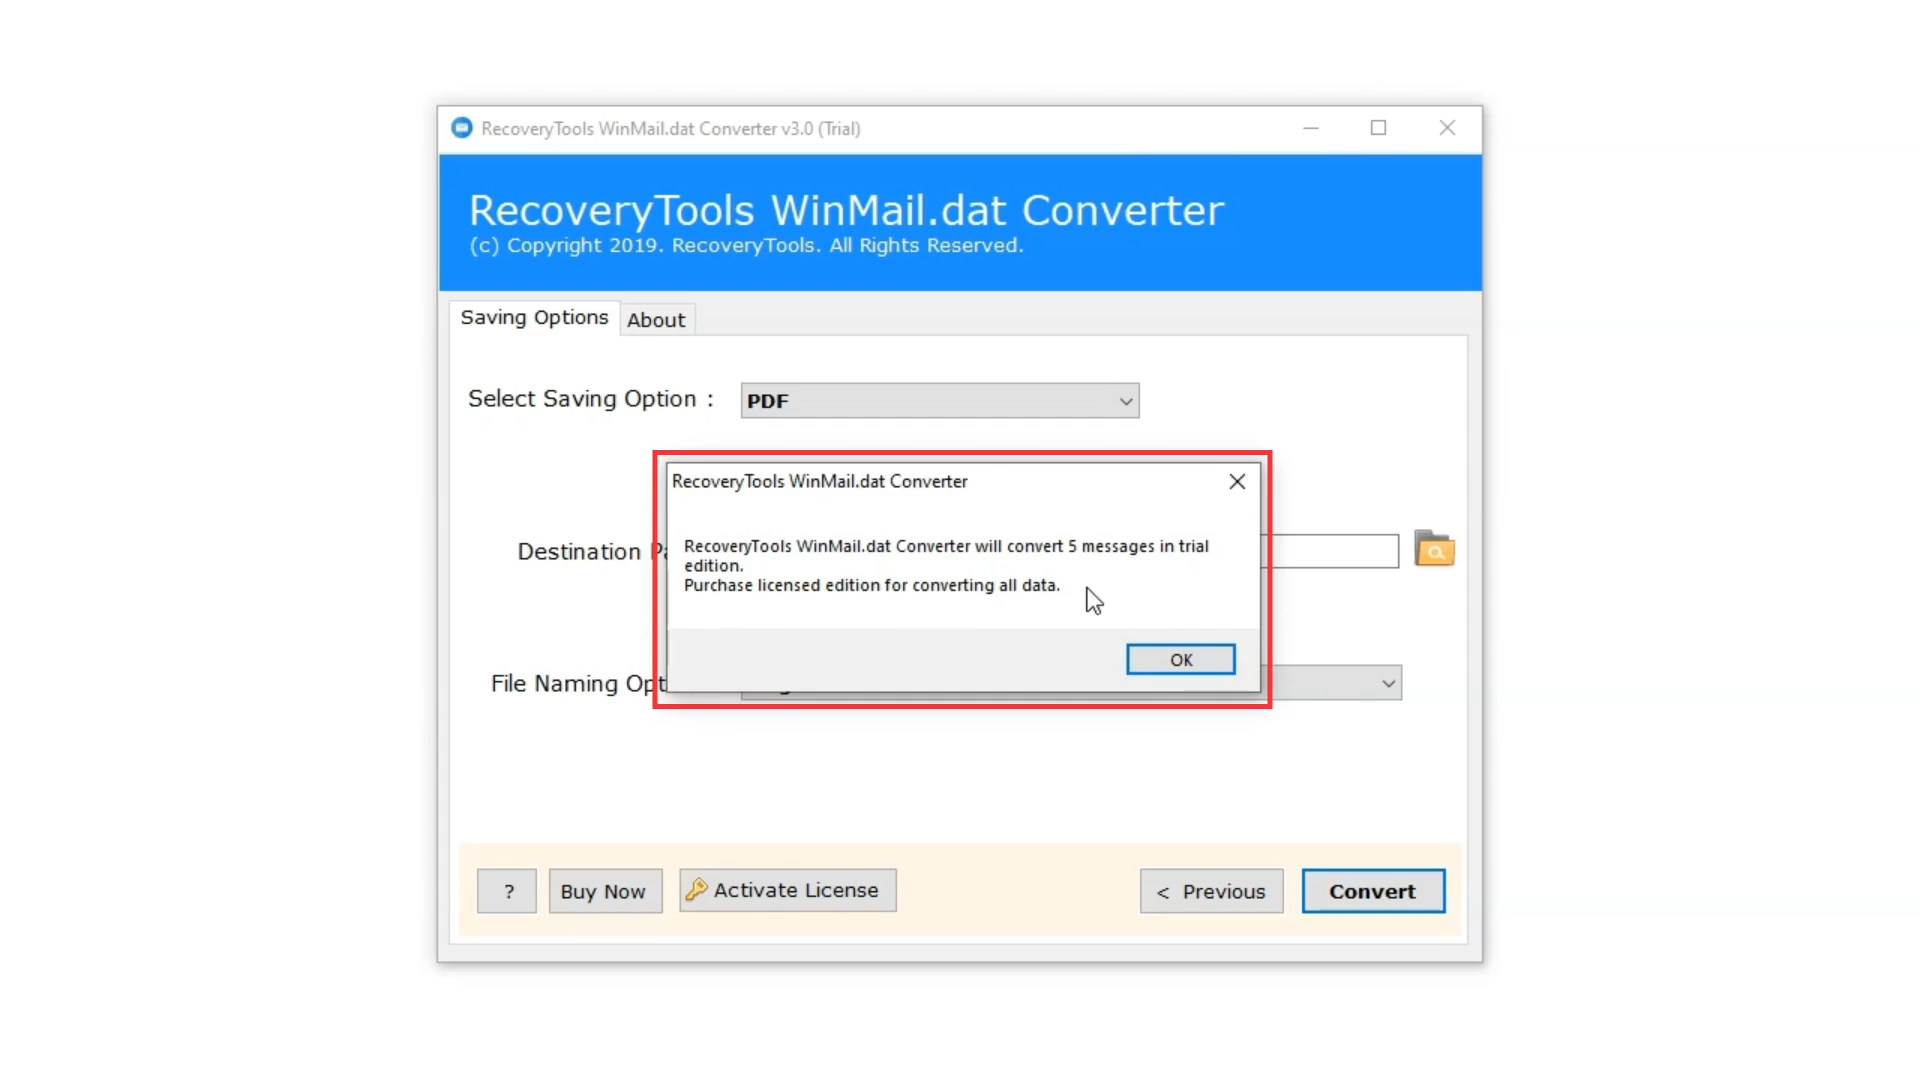 RecoveryTools WinMail.dat Converter v3.0 (Trial)
RecoveryTools WinMail.dat Converter
(c) Copyright 2019. RecoveryTools. All Rights Reserved.
Saving Options
About
Select Saving Option :
PDF
RecoveryTools WinMail.dat Converter
RecoveryTools WinMail.dat Converter will convert 5 messages in trial
edition.
Purchase licensed edition for converting all data.
OK
Destination
File Naming
?
Buy Now
Activate License
< Previous
Convert